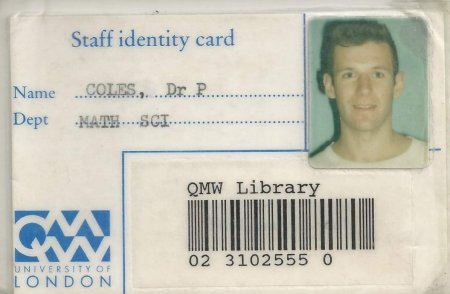 Staff identity card
Name COLES, Dr P
Dept MATH SCI
QMW Library
02 3102555 0
QMW
UNIVERSITY OF
LONDON